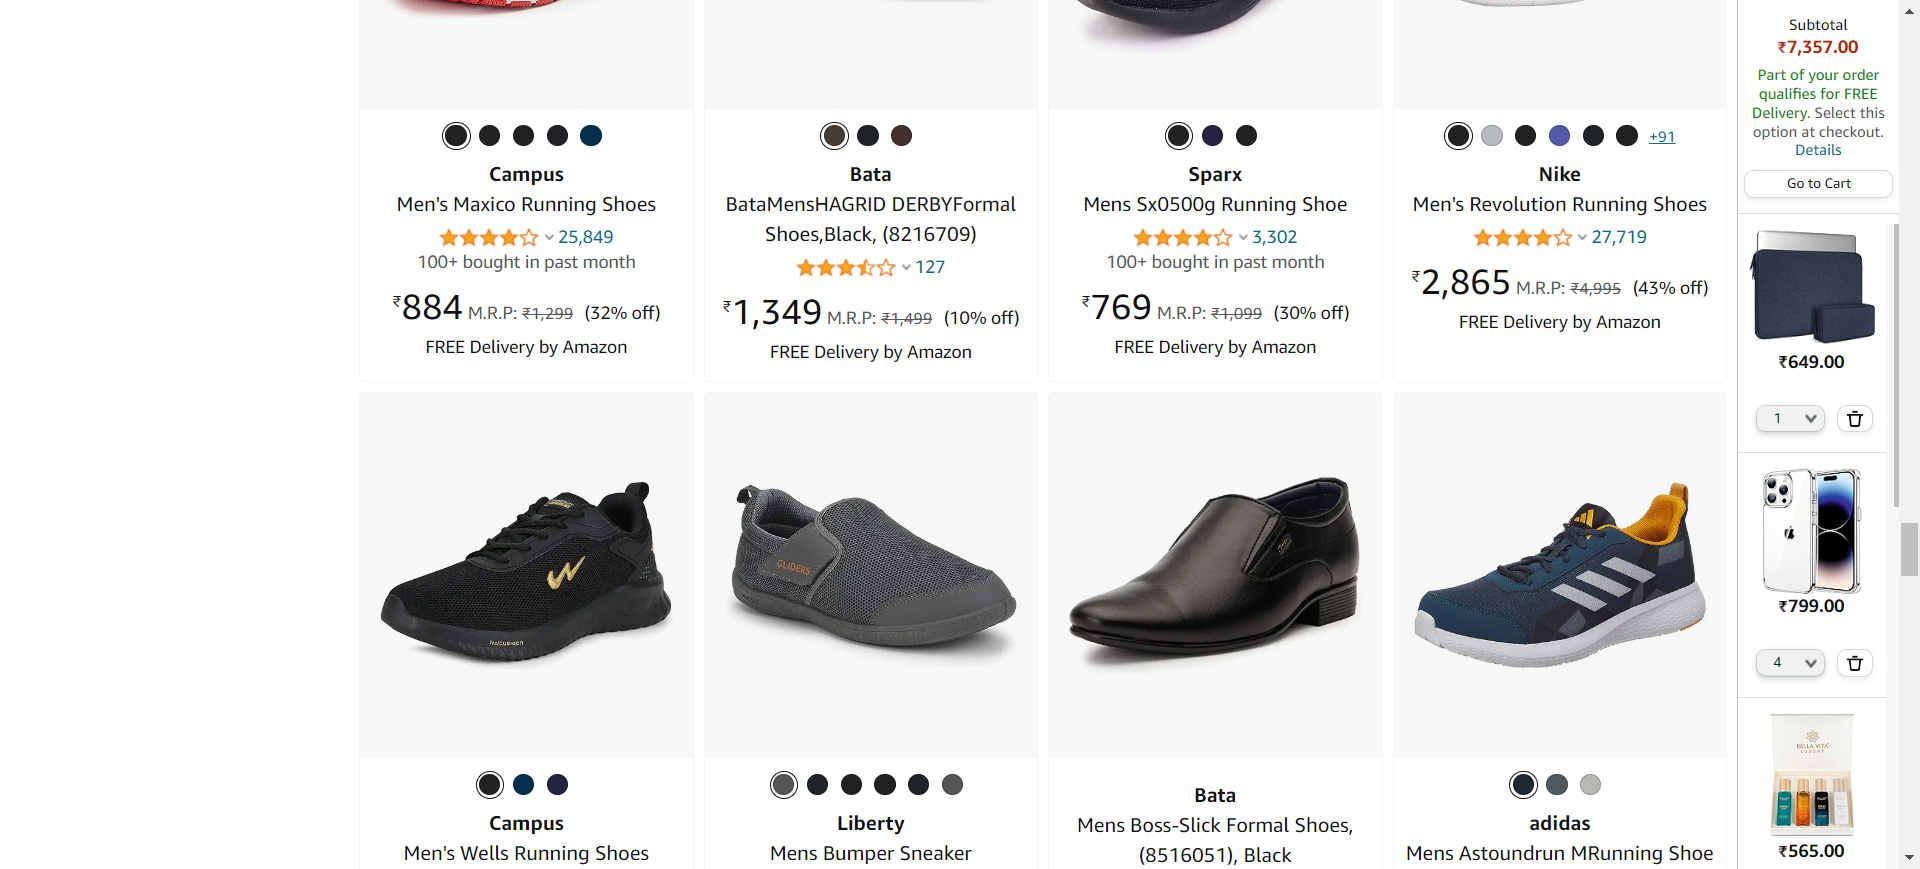 Campus
Men's Maxico Running Shoes
25,849
100+ bought in past month
₹884 M.R.P: ₹1,299 (32% off)
FREE Delivery by Amazon
Bata
BataMensHAGRID DERBYFormal
Shoes,Black, (8216709)
127
₹1,349 M.R.P: ₹1,499 (10% off)
FREE Delivery by Amazon
Sparx
Mens Sx0500g Running Shoe
3,302
100+ bought in past month
₹769 M.R.P: ₹1,099 (30% off)
FREE Delivery by Amazon
+91
Nike
Men's Revolution Running Shoes
27,719
₹2,865 M.R.P: ₹4,995 (43% off)
FREE Delivery by Amazon
Campus
Men's Wells Running Shoes
GLIDERS
Liberty
Mens Bumper Sneaker
Bata
Mens Boss-Slick Formal Shoes,
(8516051), Black
adidas
Mens Astoundrun MRunning Shoe
Subtotal
₹7,357.00
Part of your order
qualifies for FREE
Delivery. Select this
option at checkout.
Details
Go to Cart
₹649.00
1
₹799.00
4
BELLA VITA
LUXURY
₹565.00